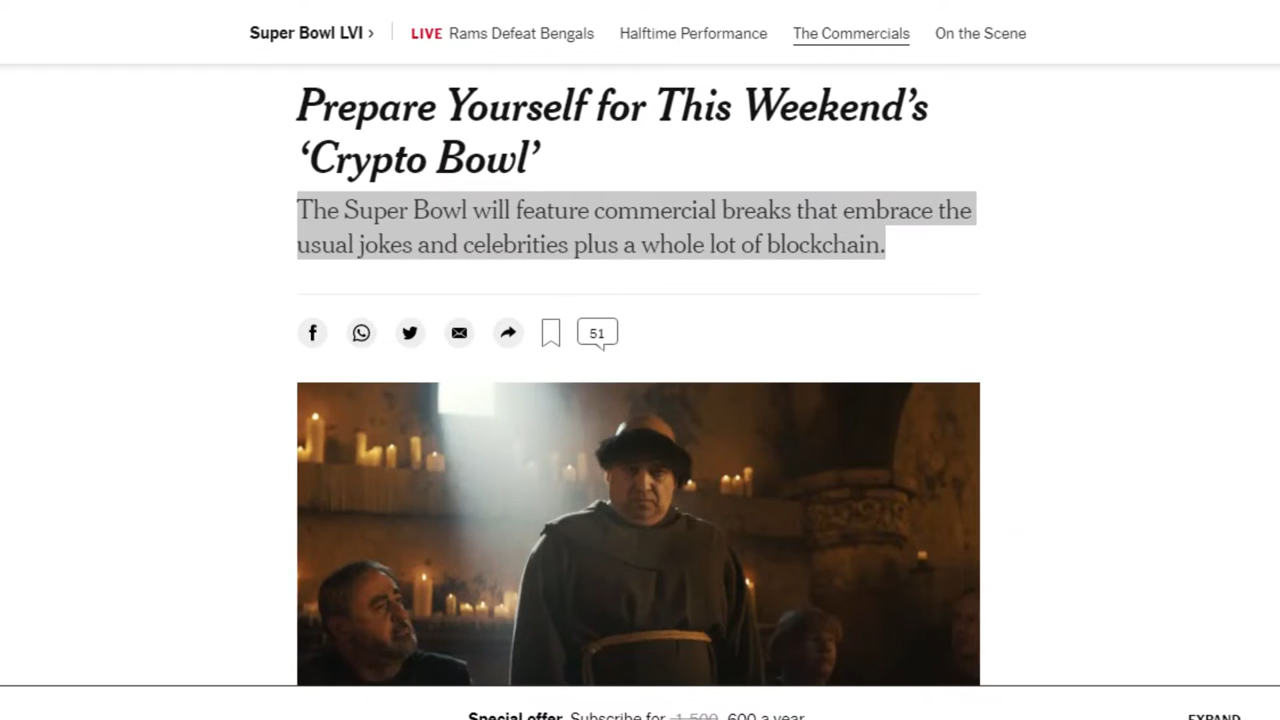 Super Bowl LVI › LIVE Rams Defeat Bengals Halftime Performance The Commercials On the Scene
Prepare Yourself for This Weekend’s
‘Crypto Bowl’
The Super Bowl will feature commercial breaks that embrace the
usual jokes and celebrities plus a whole lot of blockchain.
51
Special offer. Subscribe for 1,500 600 a year. EXPAND